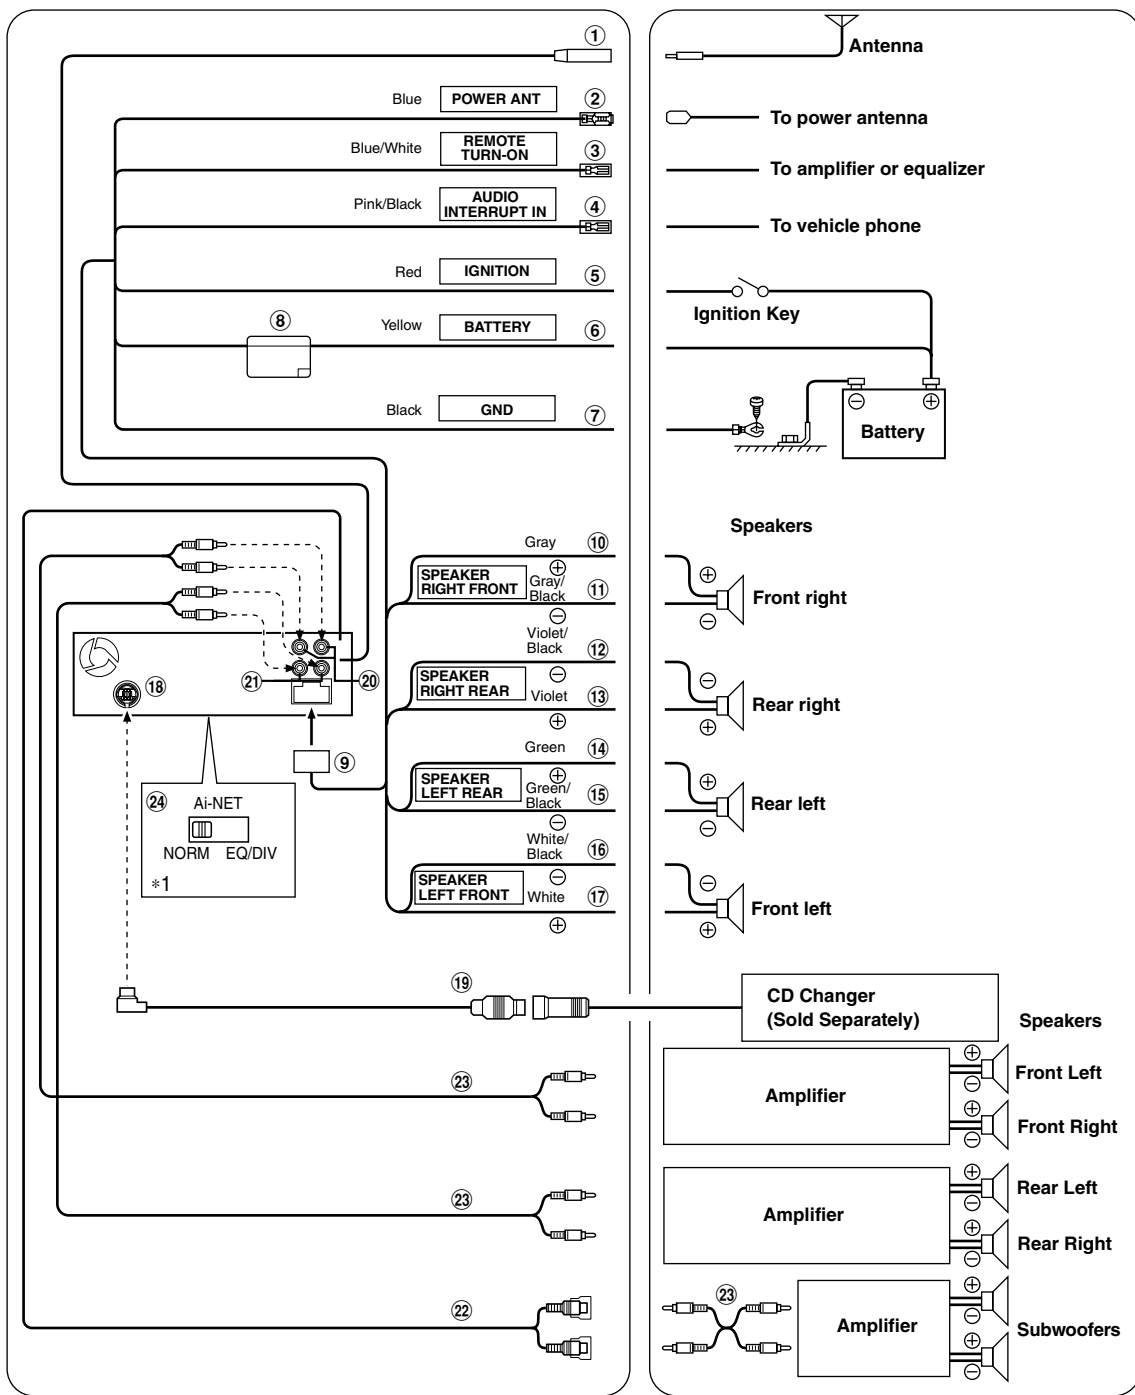 ①
Antenna
Blue
POWER ANT
②
To power antenna
Blue/White
REMOTE
TURN-ON
③
To amplifier or equalizer
Pink/Black
AUDIO
INTERRUPT IN
④
To vehicle phone
Red
IGNITION
⑤
Ignition Key
⑧
Yellow
BATTERY
⑥
Black
GND
⑦
⊖
⊕
Battery
Speakers
Gray
⑩
⊕
SPEAKER
RIGHT FRONT
Gray/
Black
⑪
⊖
⊕
⊖
Front right
Violet/
Black
⑫
SPEAKER
RIGHT REAR
⊖
Violet
⑬
⊕
⊖
⊕
Rear right
Green
⑭
SPEAKER
LEFT REAR
⊕
Green/
Black
⑮
⊖
⊕
⊖
Rear left
White/
Black
⑯
SPEAKER
LEFT FRONT
⊖
White
⑰
⊕
⊖
⊕
Front left
⑱
㉑
⑳
⑨
㉔
Ai-NET
NORM
EQ/DIV
*1
⑲
CD Changer
(Sold Separately)
Speakers
㉓
Amplifier
⊕
⊖
Front Left
⊕
⊖
Front Right
㉓
Amplifier
⊕
⊖
Rear Left
⊕
⊖
Rear Right
㉒
㉓
Amplifier
⊕
⊖
⊕
⊖
Subwoofers